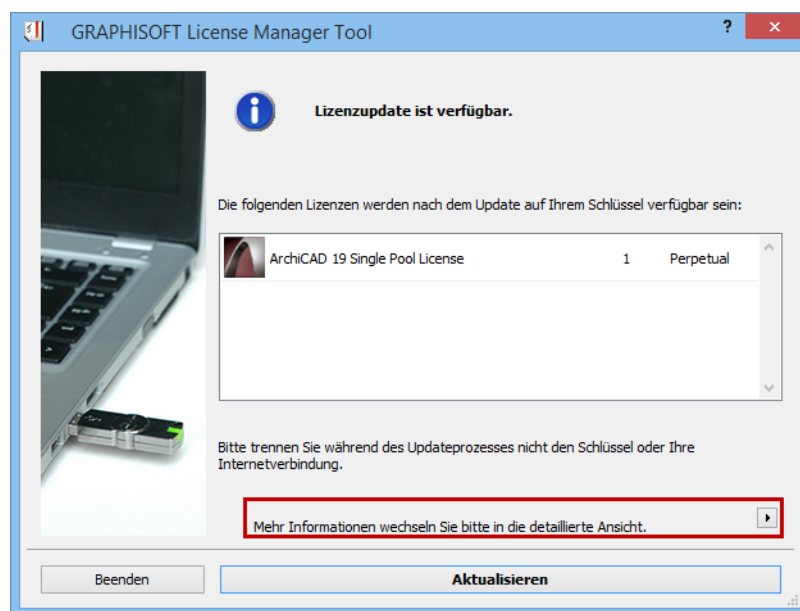 GRAPHISOFT License Manager Tool
?
×
Lizenzupdate ist verfügbar.
Die folgenden Lizenzen werden nach dem Update auf Ihrem Schlüssel verfügbar sein:
ArchiCAD 19 Single Pool License 1 Perpetual
Bitte trennen Sie während des Updateprozesses nicht den Schlüssel oder Ihre
Internetverbindung.
Mehr Informationen wechseln Sie bitte in die detaillierte Ansicht.
Beenden
Aktualisieren